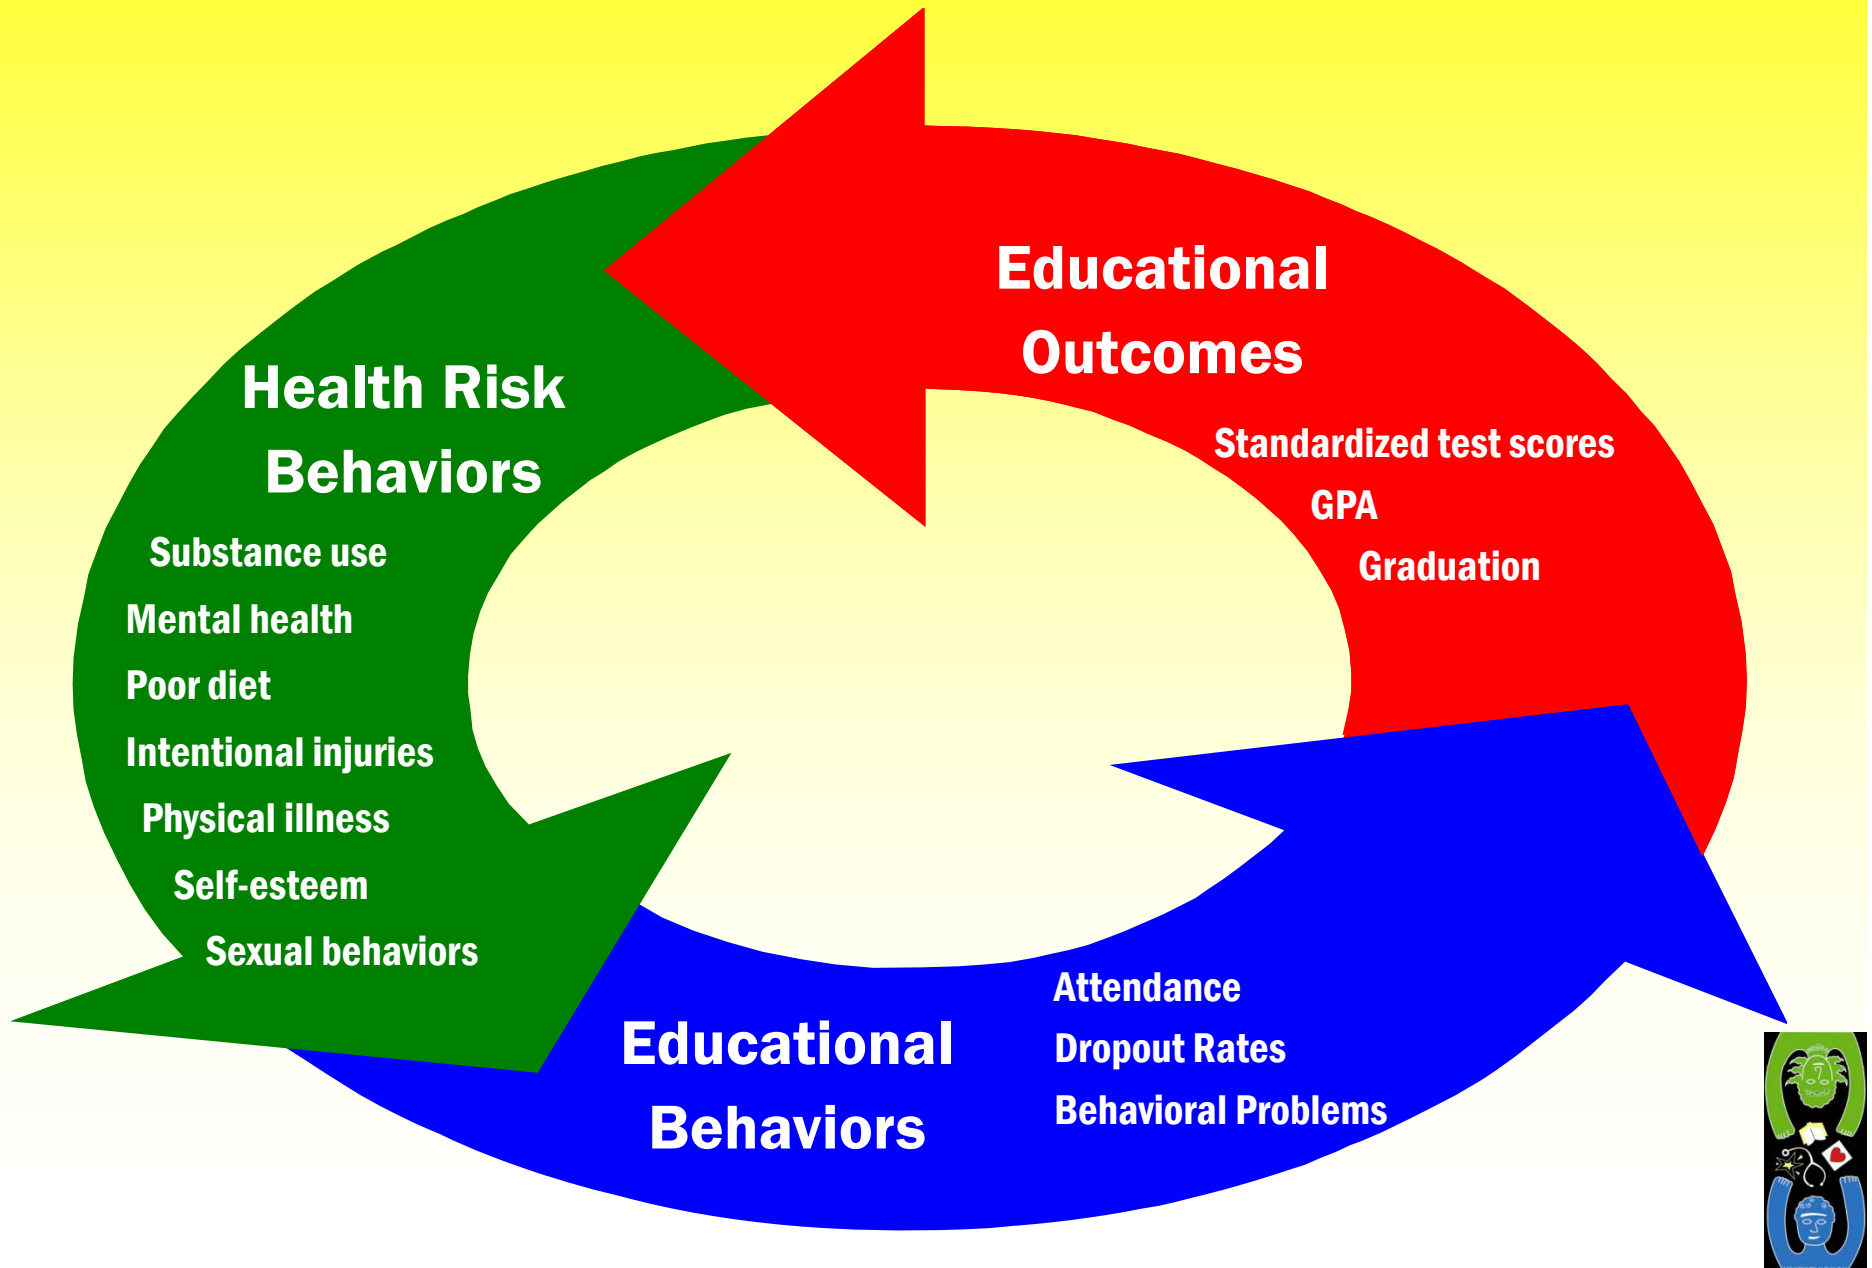 Educational
Outcomes
Standardized test scores
GPA
Graduation
Health Risk
Behaviors
Substance use
Mental health
Poor diet
Intentional injuries
Physical illness
Self-esteem
Sexual behaviors
Educational
Behaviors
Attendance
Dropout Rates
Behavioral Problems